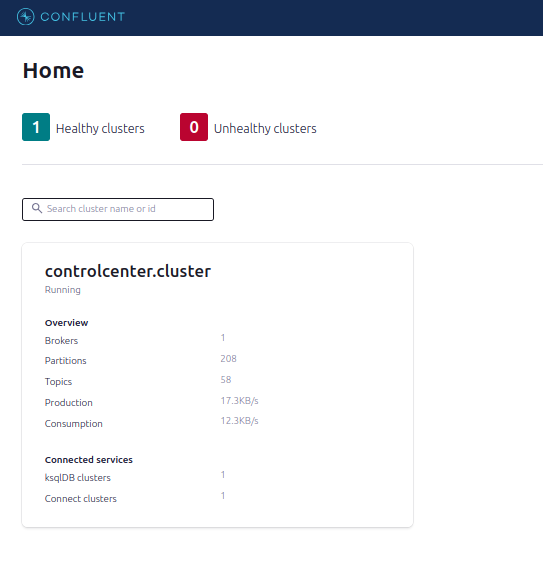 CONFLUENT
Home
1 Healthy clusters 0 Unhealthy clusters
Search cluster name or id
controlcenter.cluster
Running
Overview
Brokers 1
Partitions 208
Topics 58
Production 17.3KB/s
Consumption 12.3KB/s
Connected services
ksqlDB clusters 1
Connect clusters 1